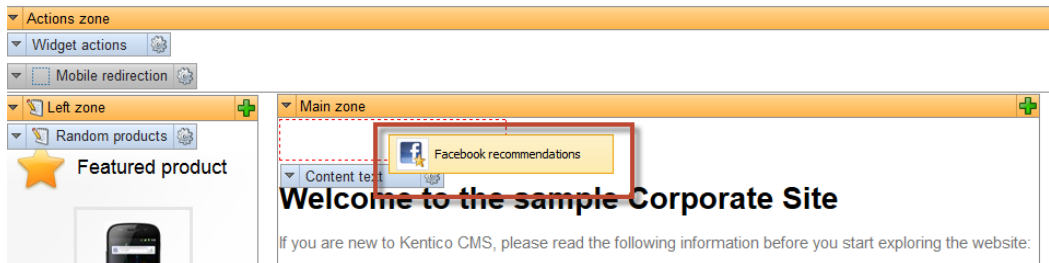 Actions zone
Widget actions
Mobile redirection
Left zone
Main zone
Random products
Facebook recommendations
Featured product
Content text
Welcome to the sample Corporate Site
If you are new to Kentico CMS, please read the following information before you start exploring the website: